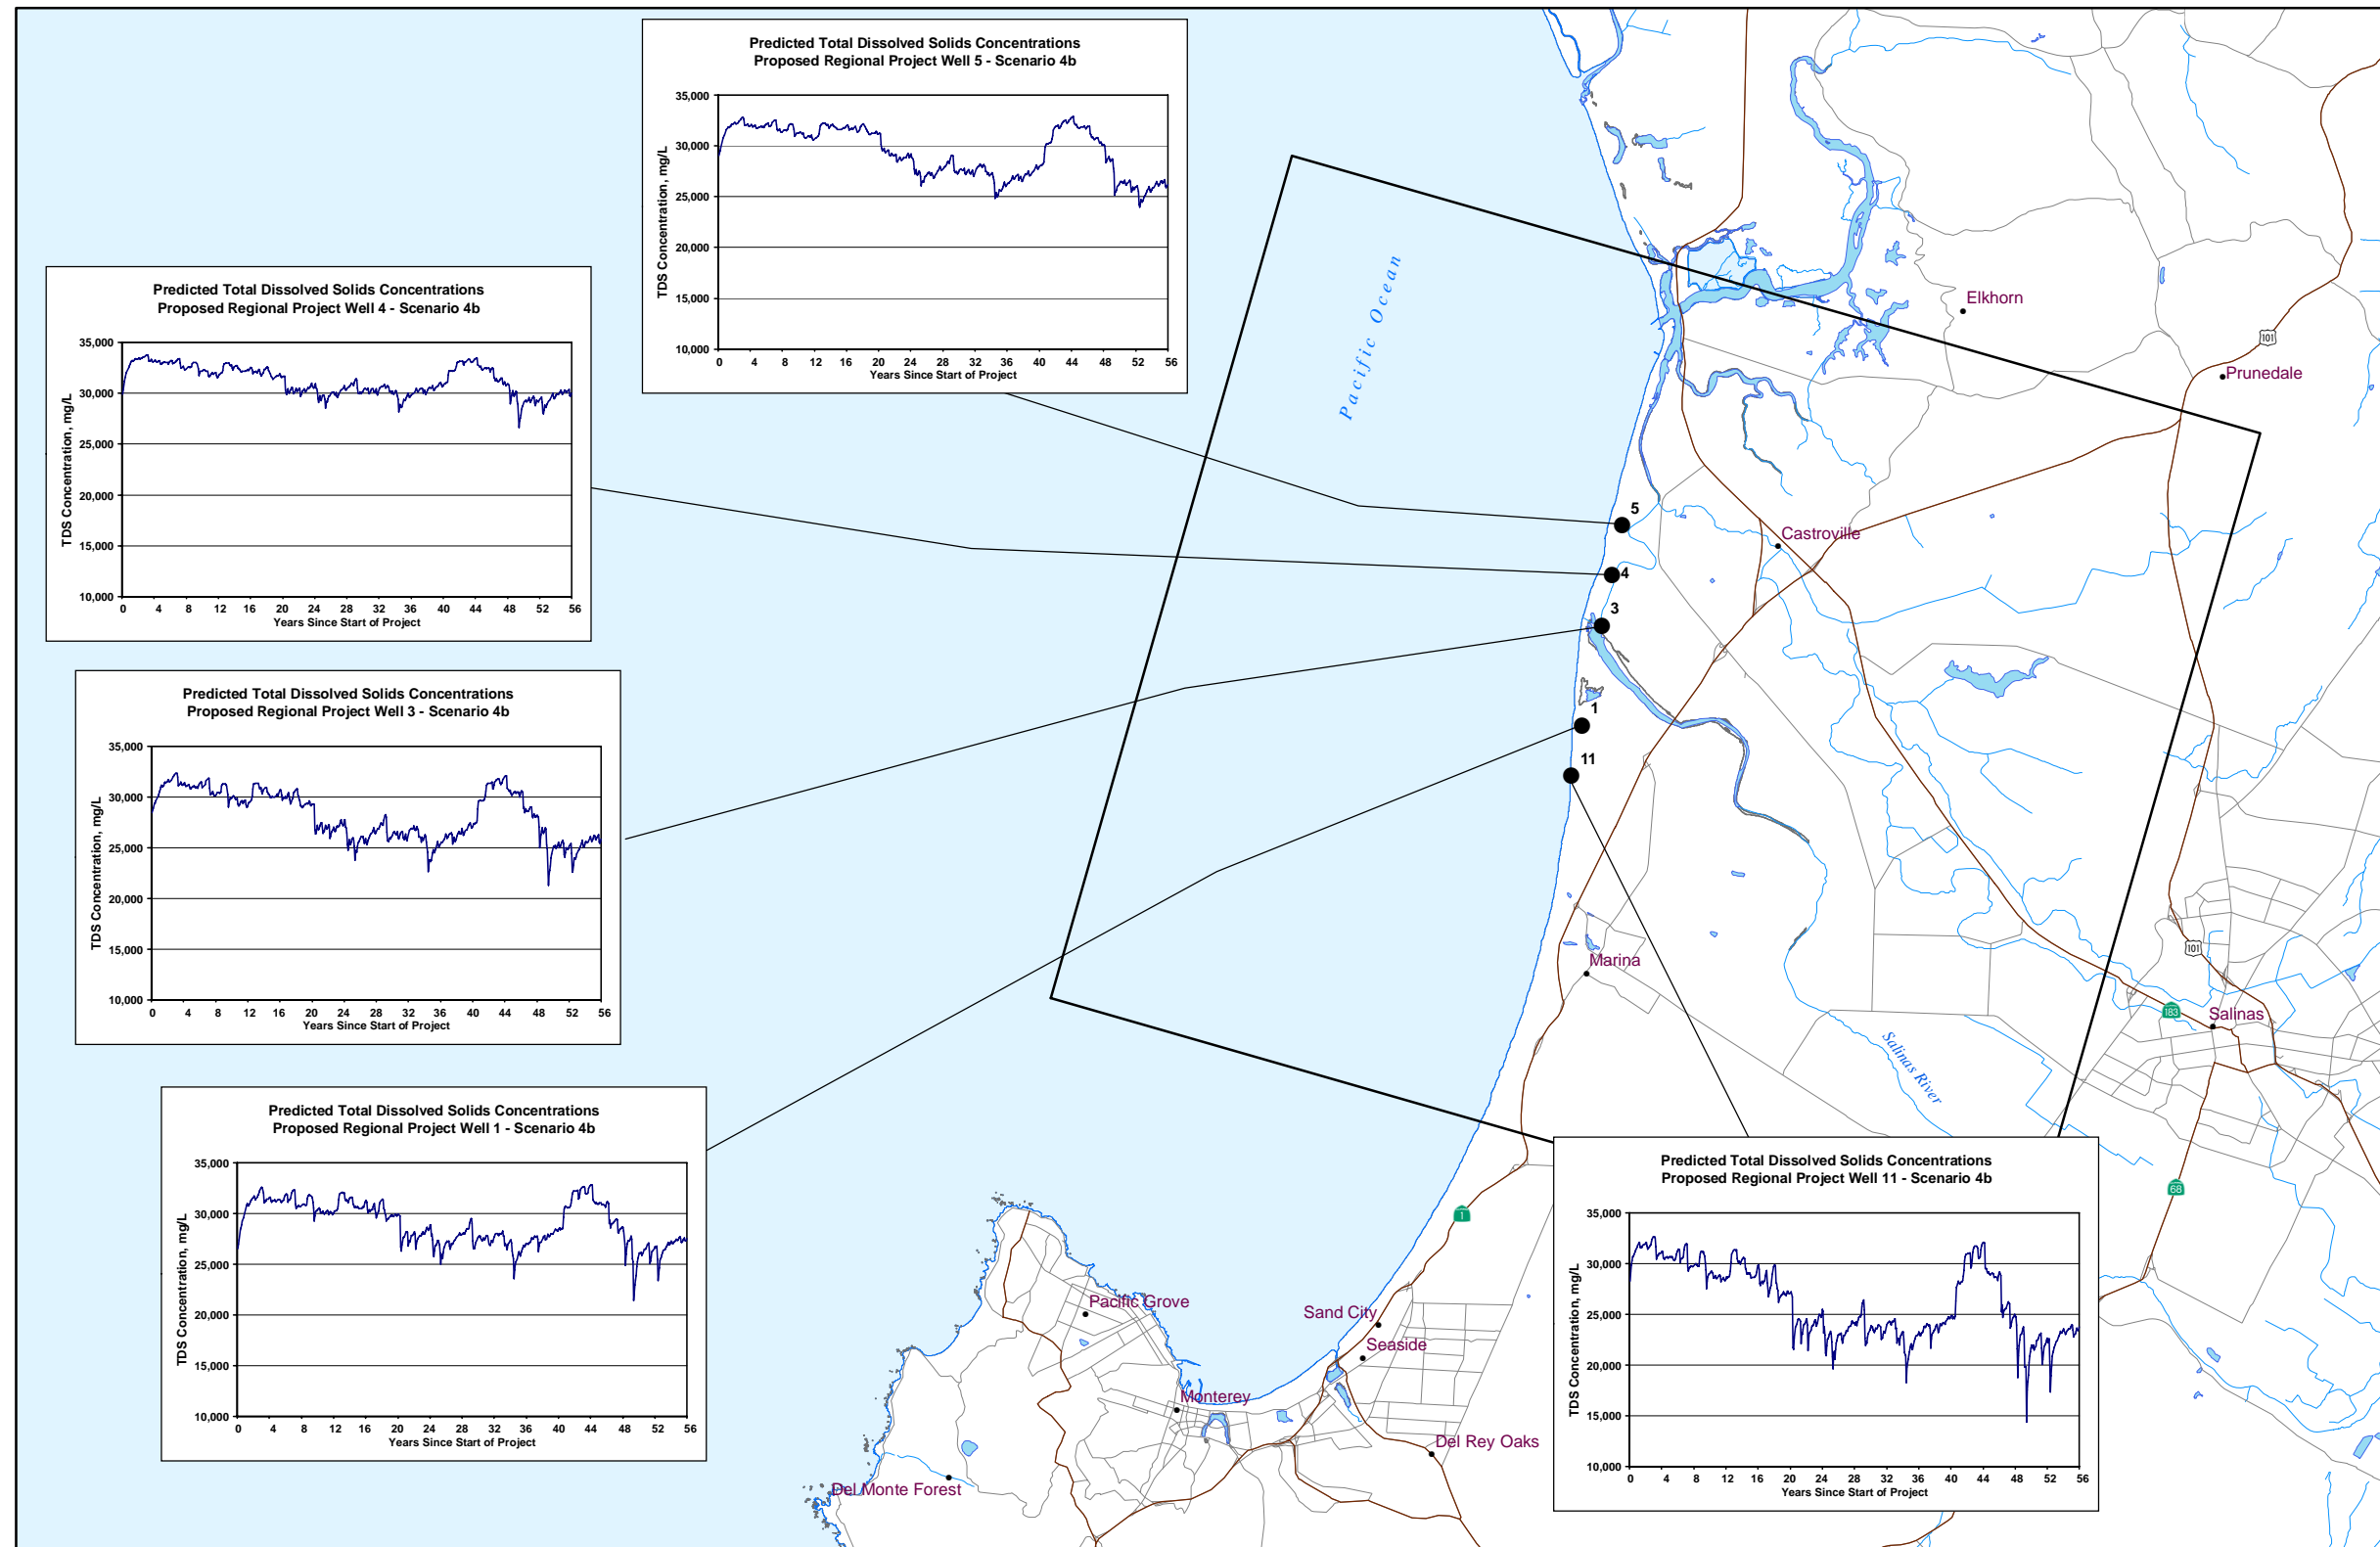 Predicted Total Dissolved Solids Concentrations
Proposed Regional Project Well 5 - Scenario 4b
TDS Concentration, mg/L
35,000
30,000
25,000
20,000
15,000
10,000
0 4 8 12 16 20 24 28 32 36 40 44 48 52 56
Years Since Start of Project
Predicted Total Dissolved Solids Concentrations
Proposed Regional Project Well 4 - Scenario 4b
TDS Concentration, mg/L
35,000
30,000
25,000
20,000
15,000
10,000
0 4 8 12 16 20 24 28 32 36 40 44 48 52 56
Years Since Start of Project
Predicted Total Dissolved Solids Concentrations
Proposed Regional Project Well 3 - Scenario 4b
TDS Concentration, mg/L
35,000
30,000
25,000
20,000
15,000
10,000
0 4 8 12 16 20 24 28 32 36 40 44 48 52 56
Years Since Start of Project
Predicted Total Dissolved Solids Concentrations
Proposed Regional Project Well 1 - Scenario 4b
TDS Concentration, mg/L
35,000
30,000
25,000
20,000
15,000
10,000
0 4 8 12 16 20 24 28 32 36 40 44 48 52 56
Years Since Start of Project
Predicted Total Dissolved Solids Concentrations
Proposed Regional Project Well 11 - Scenario 4b
TDS Concentration, mg/L
35,000
30,000
25,000
20,000
15,000
10,000
0 4 8 12 16 20 24 28 32 36 40 44 48 52 56
Years Since Start of Project
Pacific Ocean
Elkhorn
101
Prunedale
5
Castroville
4
3
1
11
101
Marina
183
Salinas
Salinas River
68
1
Pacific Grove
Sand City
Seaside
Monterey
Del Rey Oaks
Del Monte Forest